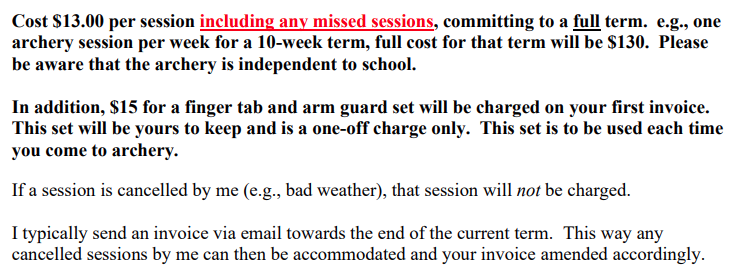 Cost $13.00 per session including any missed sessions, committing to a full term.  e.g., one
archery session per week for a 10-week term, full cost for that term will be $130.  Please
be aware that the archery is independent to school.
In addition, $15 for a finger tab and arm guard set will be charged on your first invoice.
This set will be yours to keep and is a one-off charge only.  This set is to be used each time
you come to archery.
If a session is cancelled by me (e.g., bad weather), that session will not be charged.
I typically send an invoice via email towards the end of the current term.  This way any
cancelled sessions by me can then be accommodated and your invoice amended accordingly.